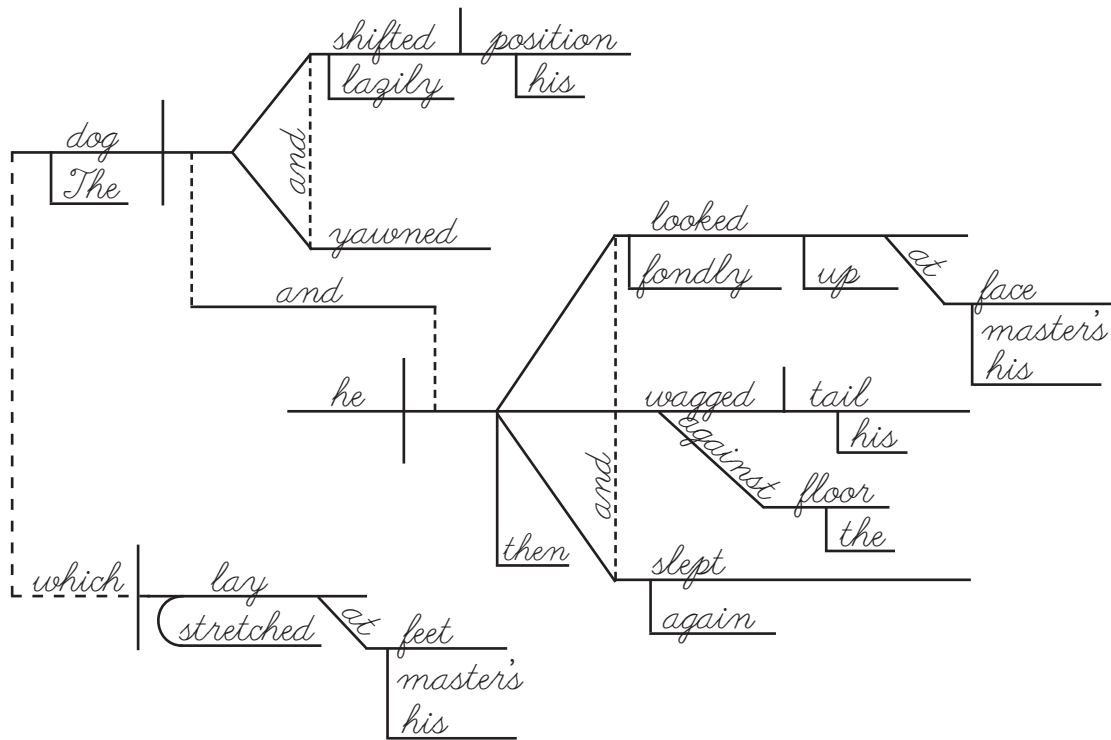 shifted position
lazily his
dog
The
and
yawned
looked
and
fondly up at
face
master's
his
he wagged tail
against his
and floor
the
then
slept
which lay
again
stretched at feet
master's
his